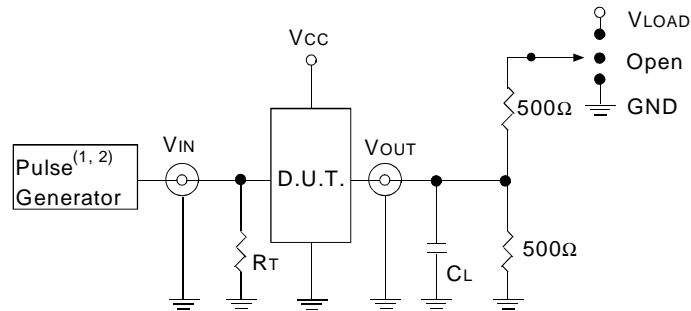 VLOAD
VCC
Open
500Ω
GND
VIN
VOUT
Pulse(1, 2)
Generator
D.U.T.
RT
CL
500Ω